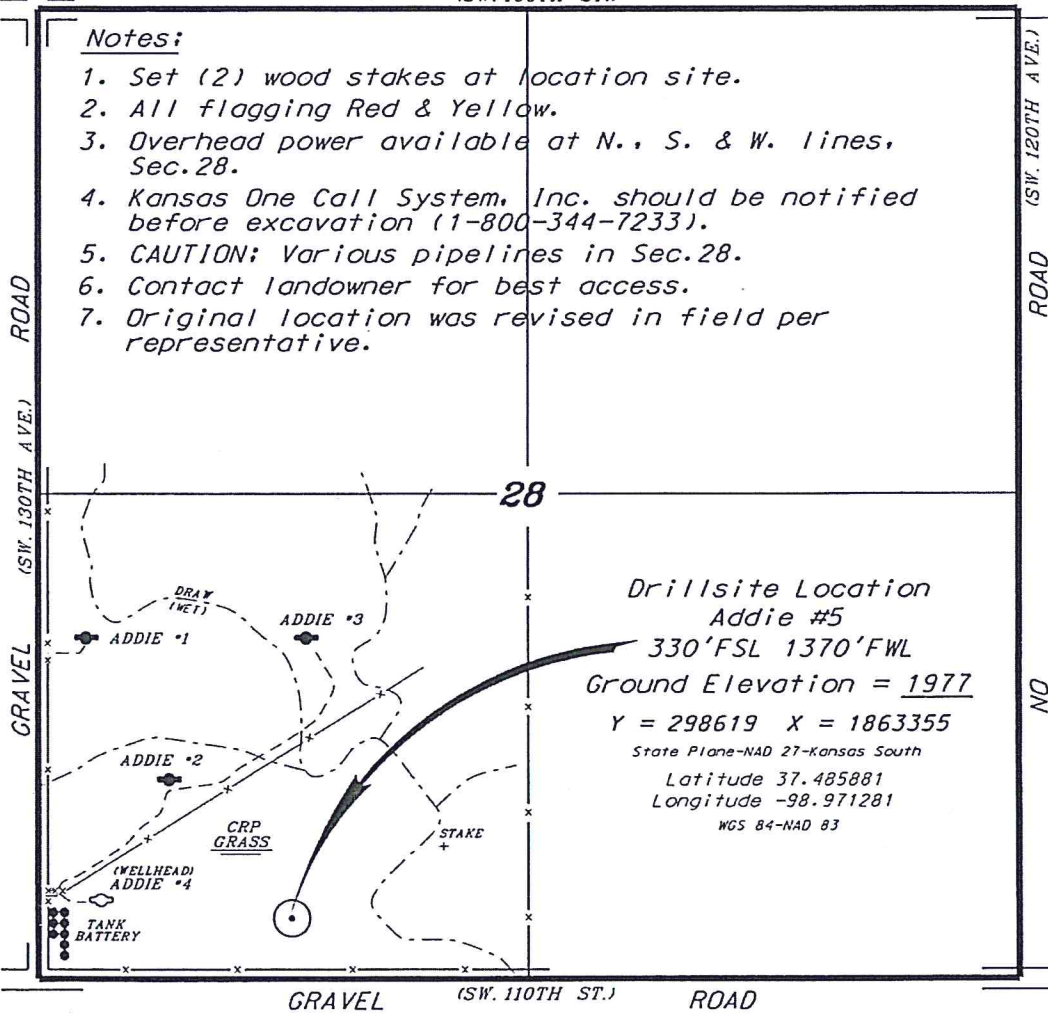 Notes:
1. Set (2) wood stakes at location site.
2. All flagging Red & Yellow.
3. Overhead power available at N., S. & W. lines,
Sec.28.
4. Kansas One Call System, Inc. should be notified
before excavation (1-800-344-7233).
5. CAUTION: Various pipelines in Sec.28.
6. Contact landowner for best access.
7. Original location was revised in field per
representative.
GRAVEL (SW. 130TH AVE.) ROAD
NO ROAD (SW. 120TH AVE.)
28
DRAW
(WET)
ADDIE #1
ADDIE #3
ADDIE #2
CRP
GRASS
STAKE
(WELLHEAD)
ADDIE #4
TANK
BATTERY
Drillsite Location
Addie #5
330'FSL 1370'FWL
Ground Elevation = 1977
Y = 298619 X = 1863355
State Plane-NAD 27-Kansas South
Latitude 37.485881
Longitude -98.971281
WGS 84-NAD 83
GRAVEL (SW. 110TH ST.) ROAD